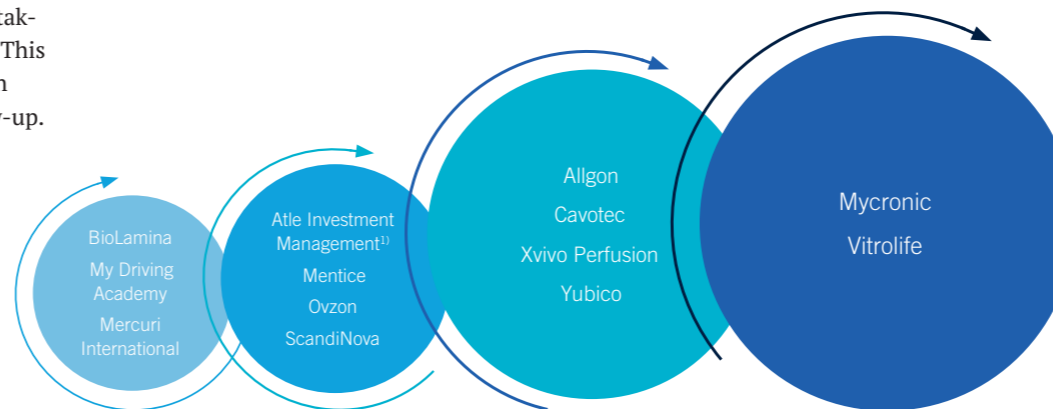 tak-
This
n
y-up.
BioLamina
My Driving
Academy
Mercuri
International
Atle Investment
Management1)
Mentice
Ovzon
ScandiNova
Allgon
Cavotec
Xvivo Perfusion
Yubico
Mycronic
Vitrolife